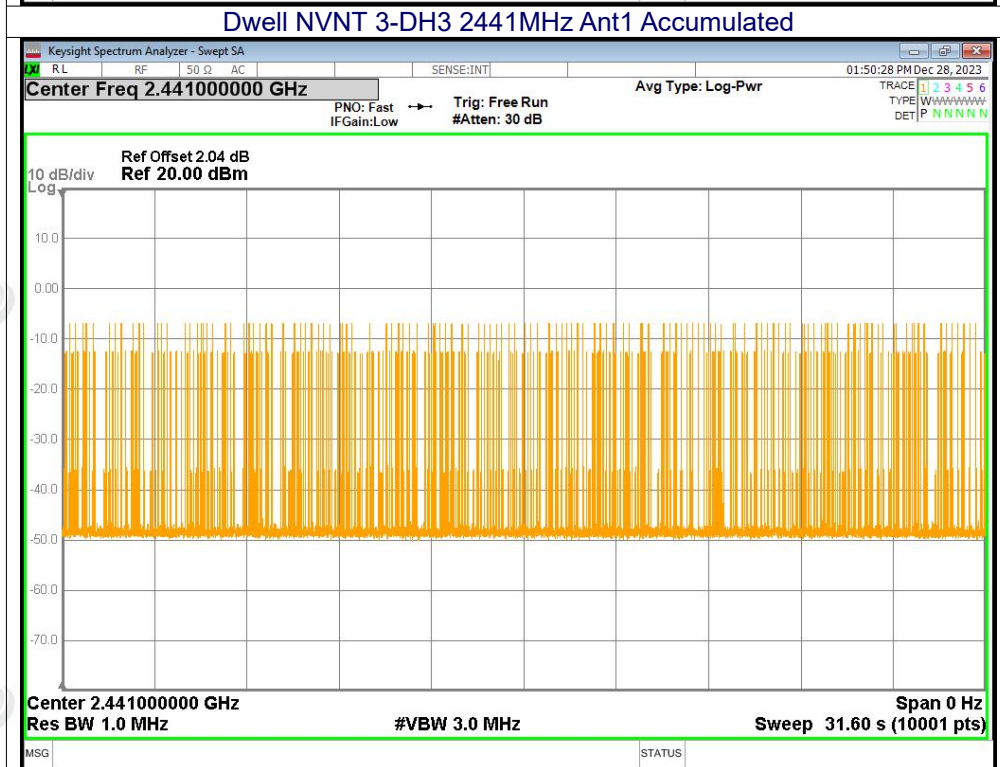 Dwell NVNT 3-DH3 2441MHz Ant1 Accumulated
Keysight Spectrum Analyzer - Swept SA
LXI RL RF 50 Ω AC SENSE:INT 01:50:28 PM Dec 28, 2023
Center Freq 2.441000000 GHz Avg Type: Log-Pwr TRACE 1 2 3 4 5 6
PNO: Fast Trig: Free Run TYPE WWWWWWW
IFGain:Low #Atten: 30 dB DET P N N N N N
Ref Offset 2.04 dB
10 dB/div Ref 20.00 dBm
Log
10.0
0.00
-10.0
-20.0
-30.0
-40.0
-50.0
-60.0
-70.0
Center 2.441000000 GHz Span 0 Hz
Res BW 1.0 MHz #VBW 3.0 MHz Sweep 31.60 s (10001 pts)
MSG STATUS